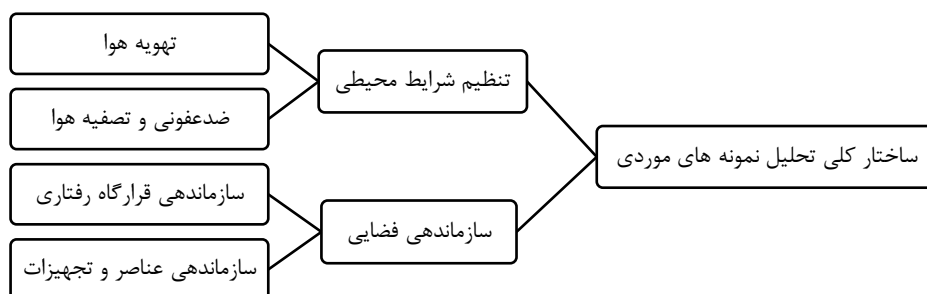 ساختار کلی تحلیل نمونه های موردی
تنظیم شرایط محیطی
تهویه هوا
ضدعفونی و تصفیه هوا
سازماندهی فضایی
سازماندهی قرارگاه رفتاری
سازماندهی عناصر و تجهیزات